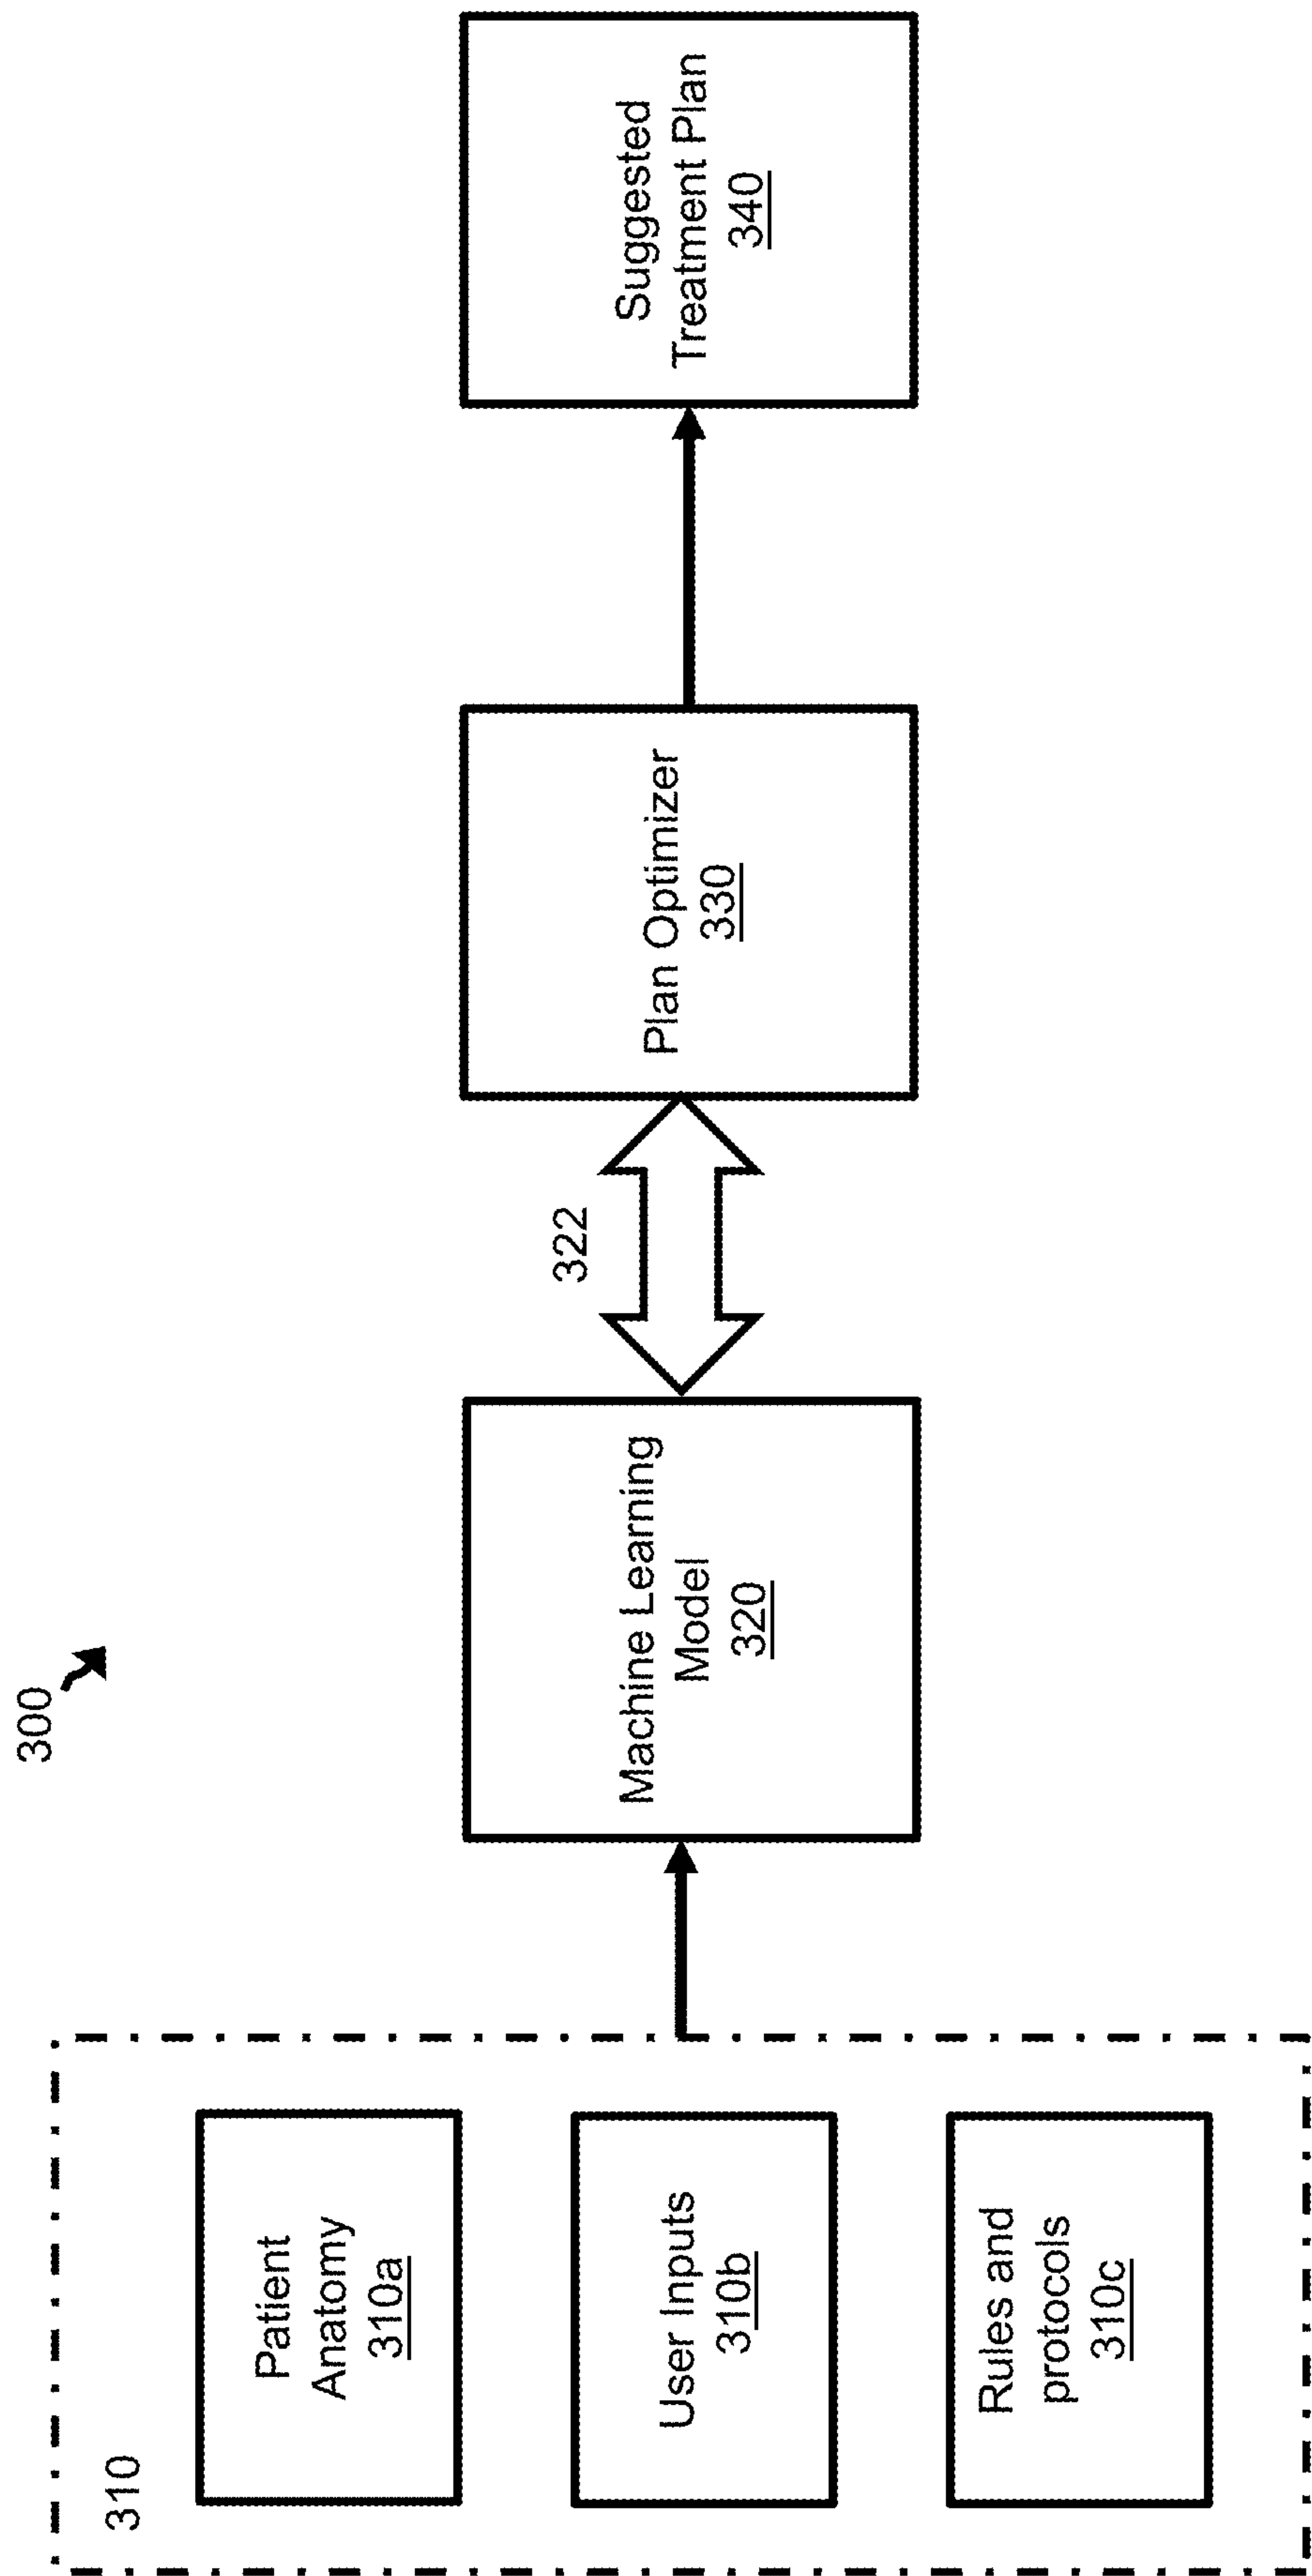 300
310
Patient
Anatomy
310a
User Inputs
310b
Rules and
protocols
310c
Machine Learning
Model
320
322
Plan Optimizer
330
Suggested
Treatment Plan
340